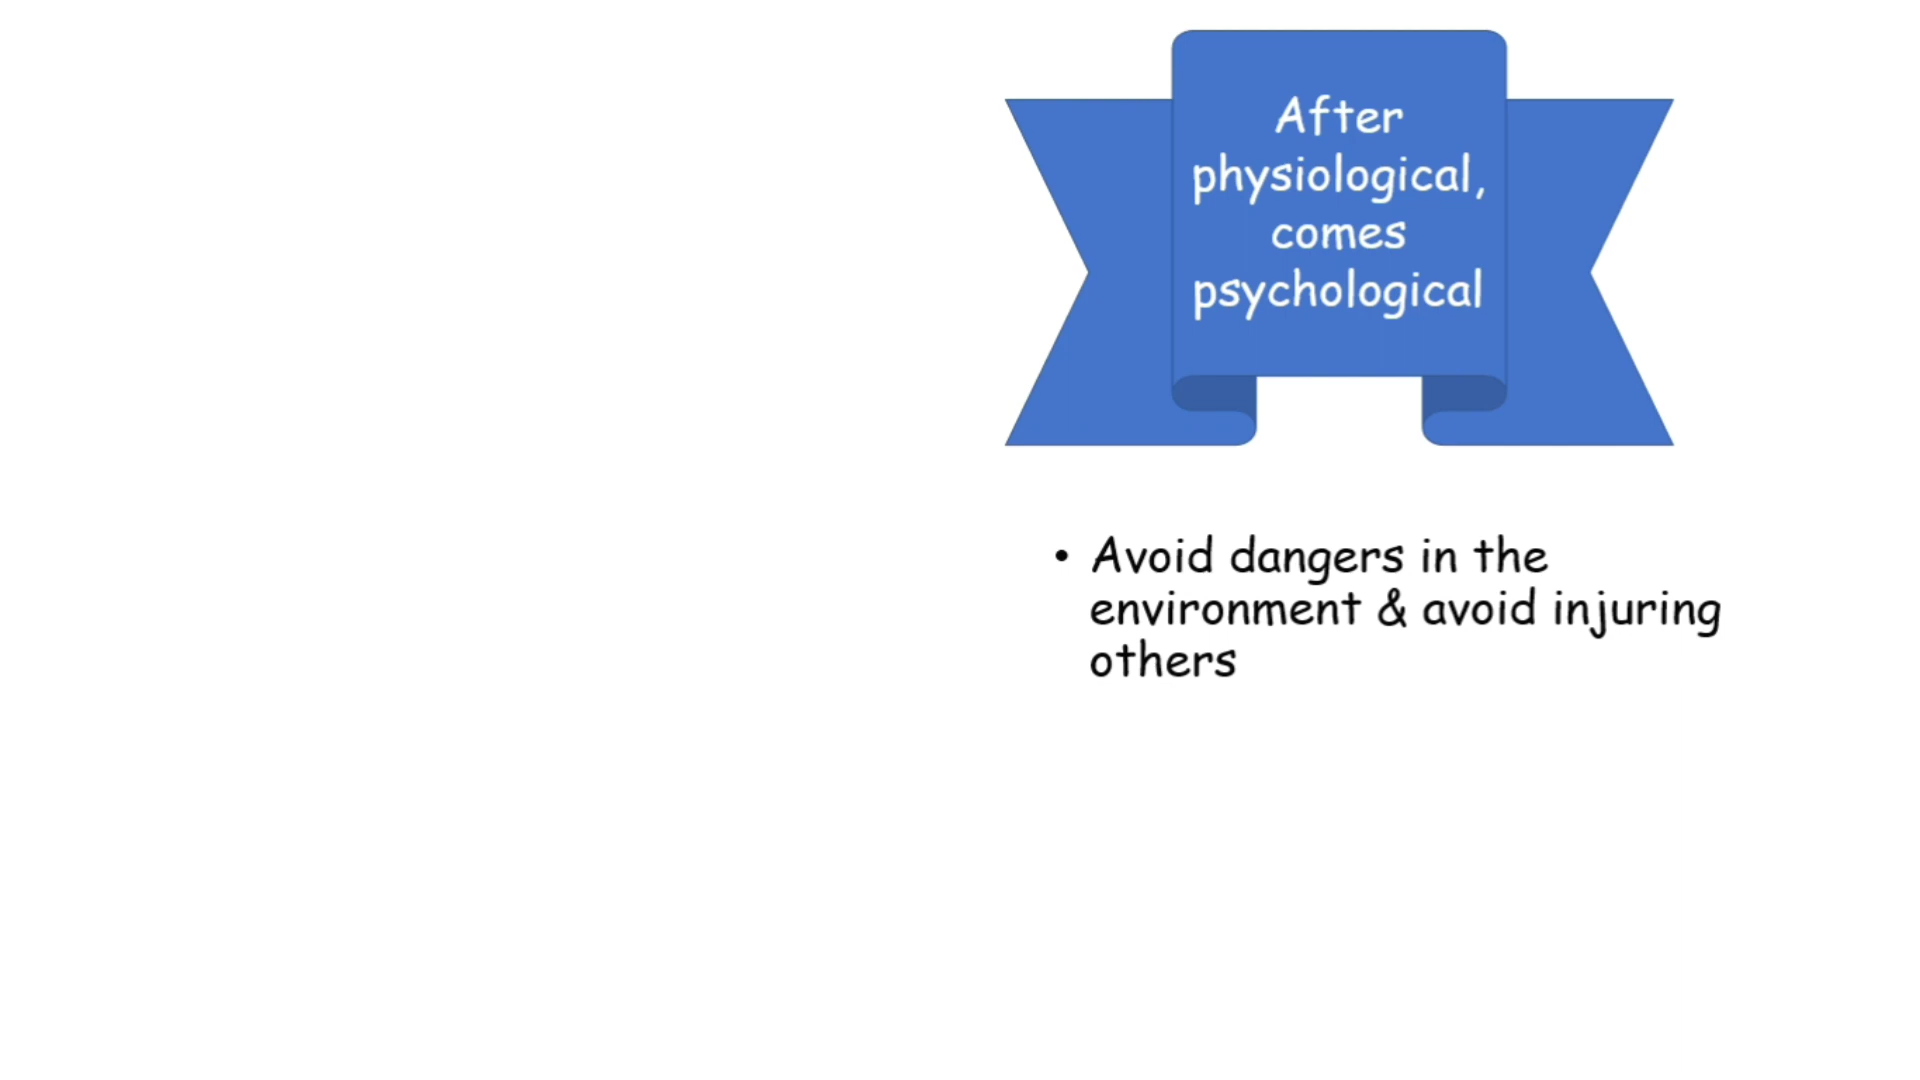 After
physiological,
comes
psychological
• Avoid dangers in the
environment & avoid injuring
others